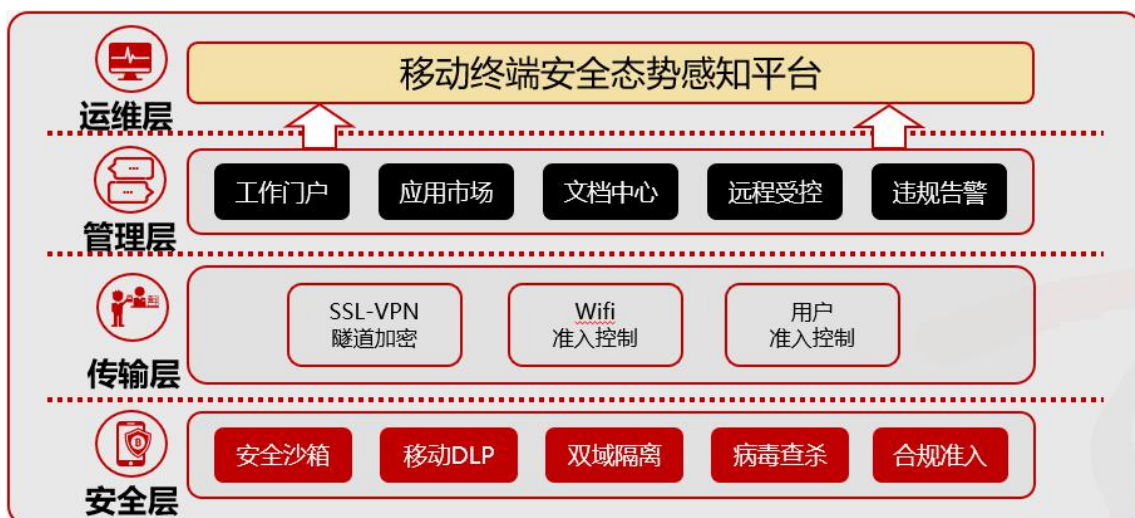 移动终端安全态势感知平台
运维层
工作门户
应用市场
文档中心
远程受控
违规告警
管理层
SSL-VPN
隧道加密
Wifi
准入控制
用户
准入控制
传输层
安全沙箱
移动DLP
双域隔离
病毒查杀
合规准入
安全层